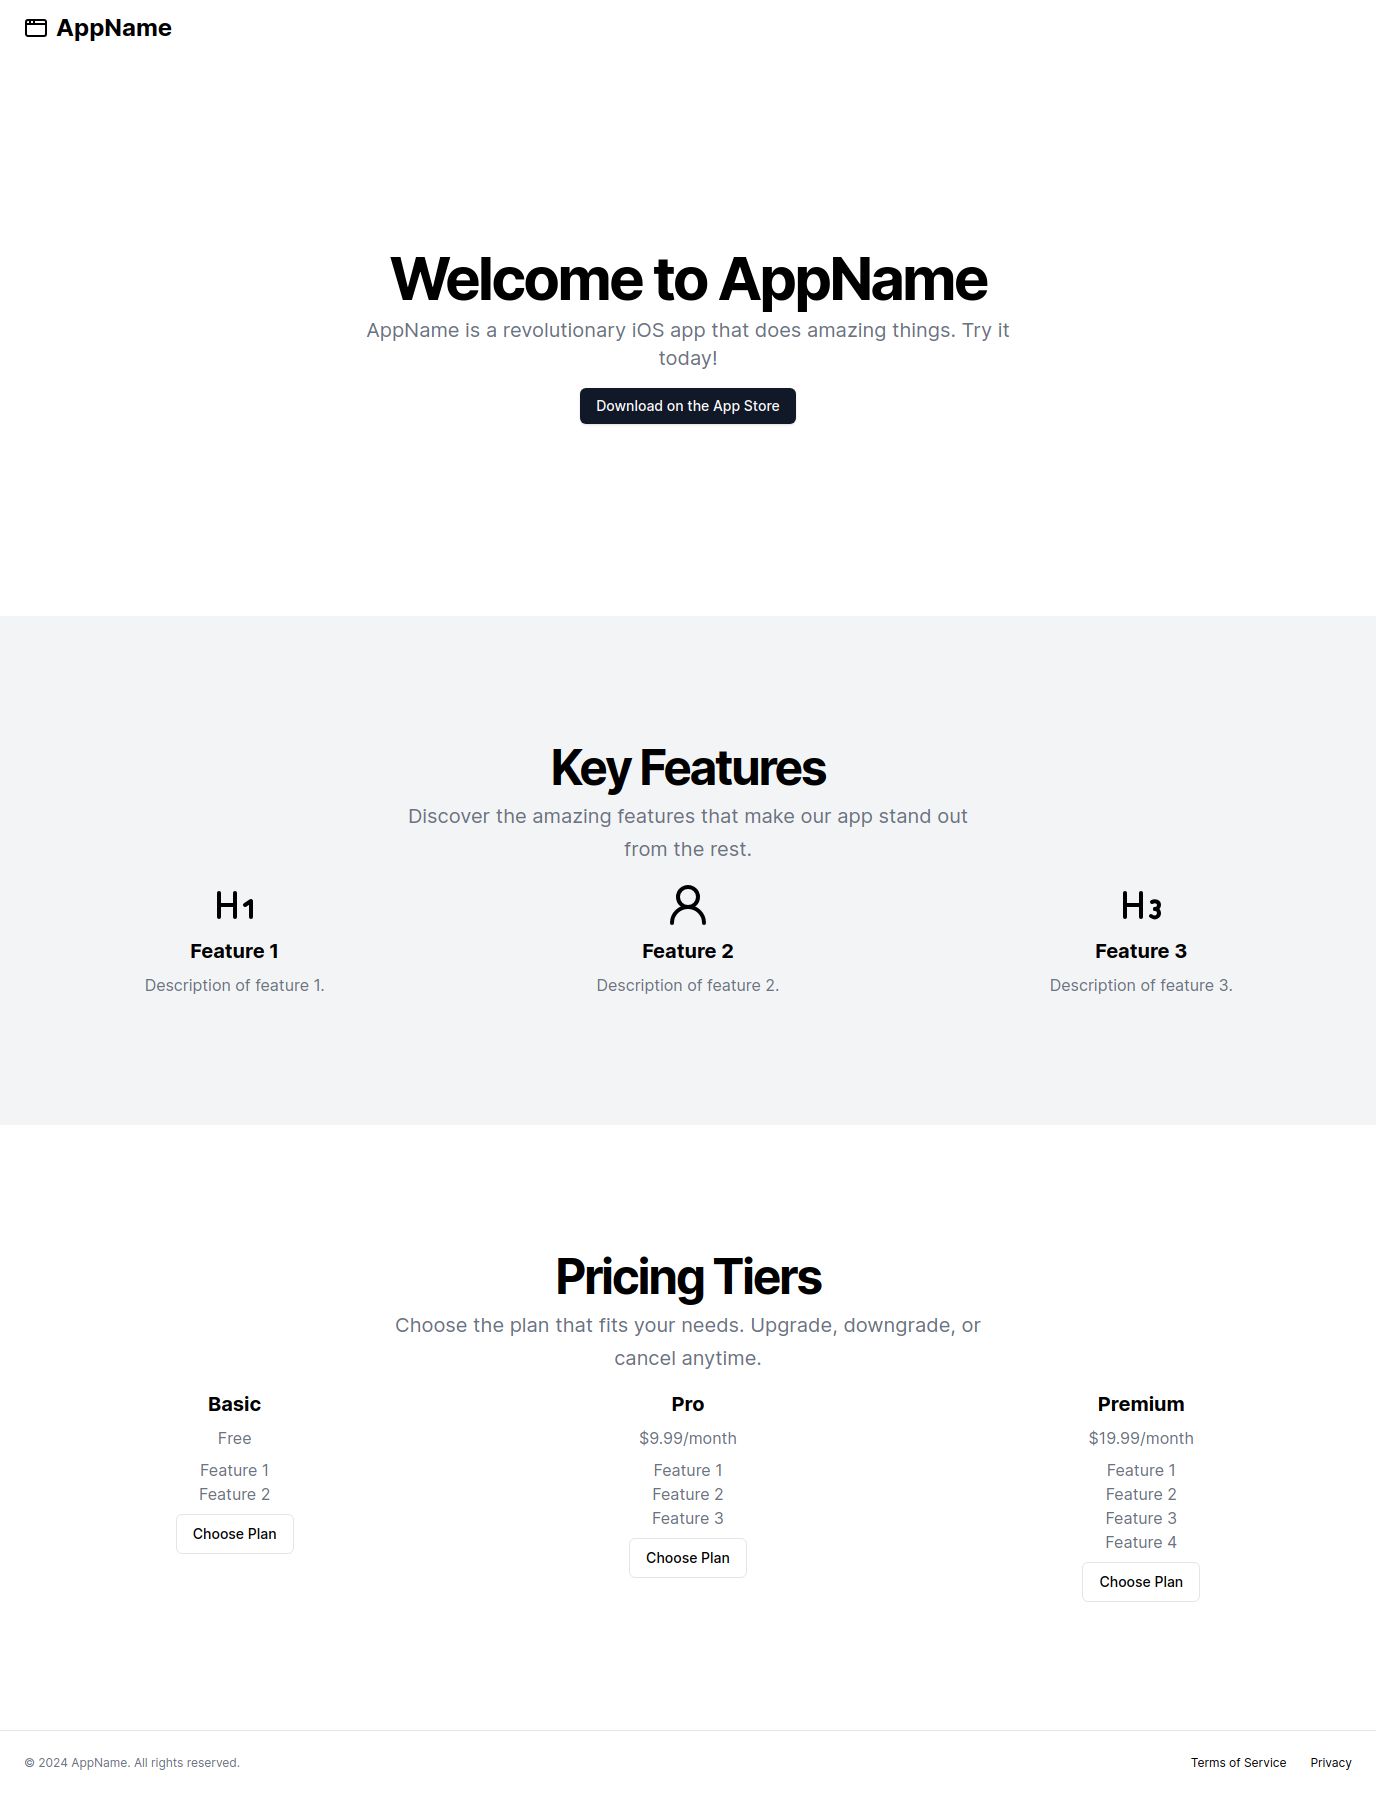 AppName
Welcome to AppName
AppName is a revolutionary iOS app that does amazing things. Try it
today!
Download on the App Store
Key Features
Discover the amazing features that make our app stand out
from the rest.
H1
H3
Feature 1
Feature 2
Feature 3
Description of feature 1.
Description of feature 2.
Description of feature 3.
Pricing Tiers
Choose the plan that fits your needs. Upgrade, downgrade, or
cancel anytime.
Basic
Free
Feature 1
Feature 2
Choose Plan
Pro
$9.99/month
Feature 1
Feature 2
Feature 3
Choose Plan
Premium
$19.99/month
Feature 1
Feature 2
Feature 3
Feature 4
Choose Plan
© 2024 AppName. All rights reserved.
Terms of Service
Privacy